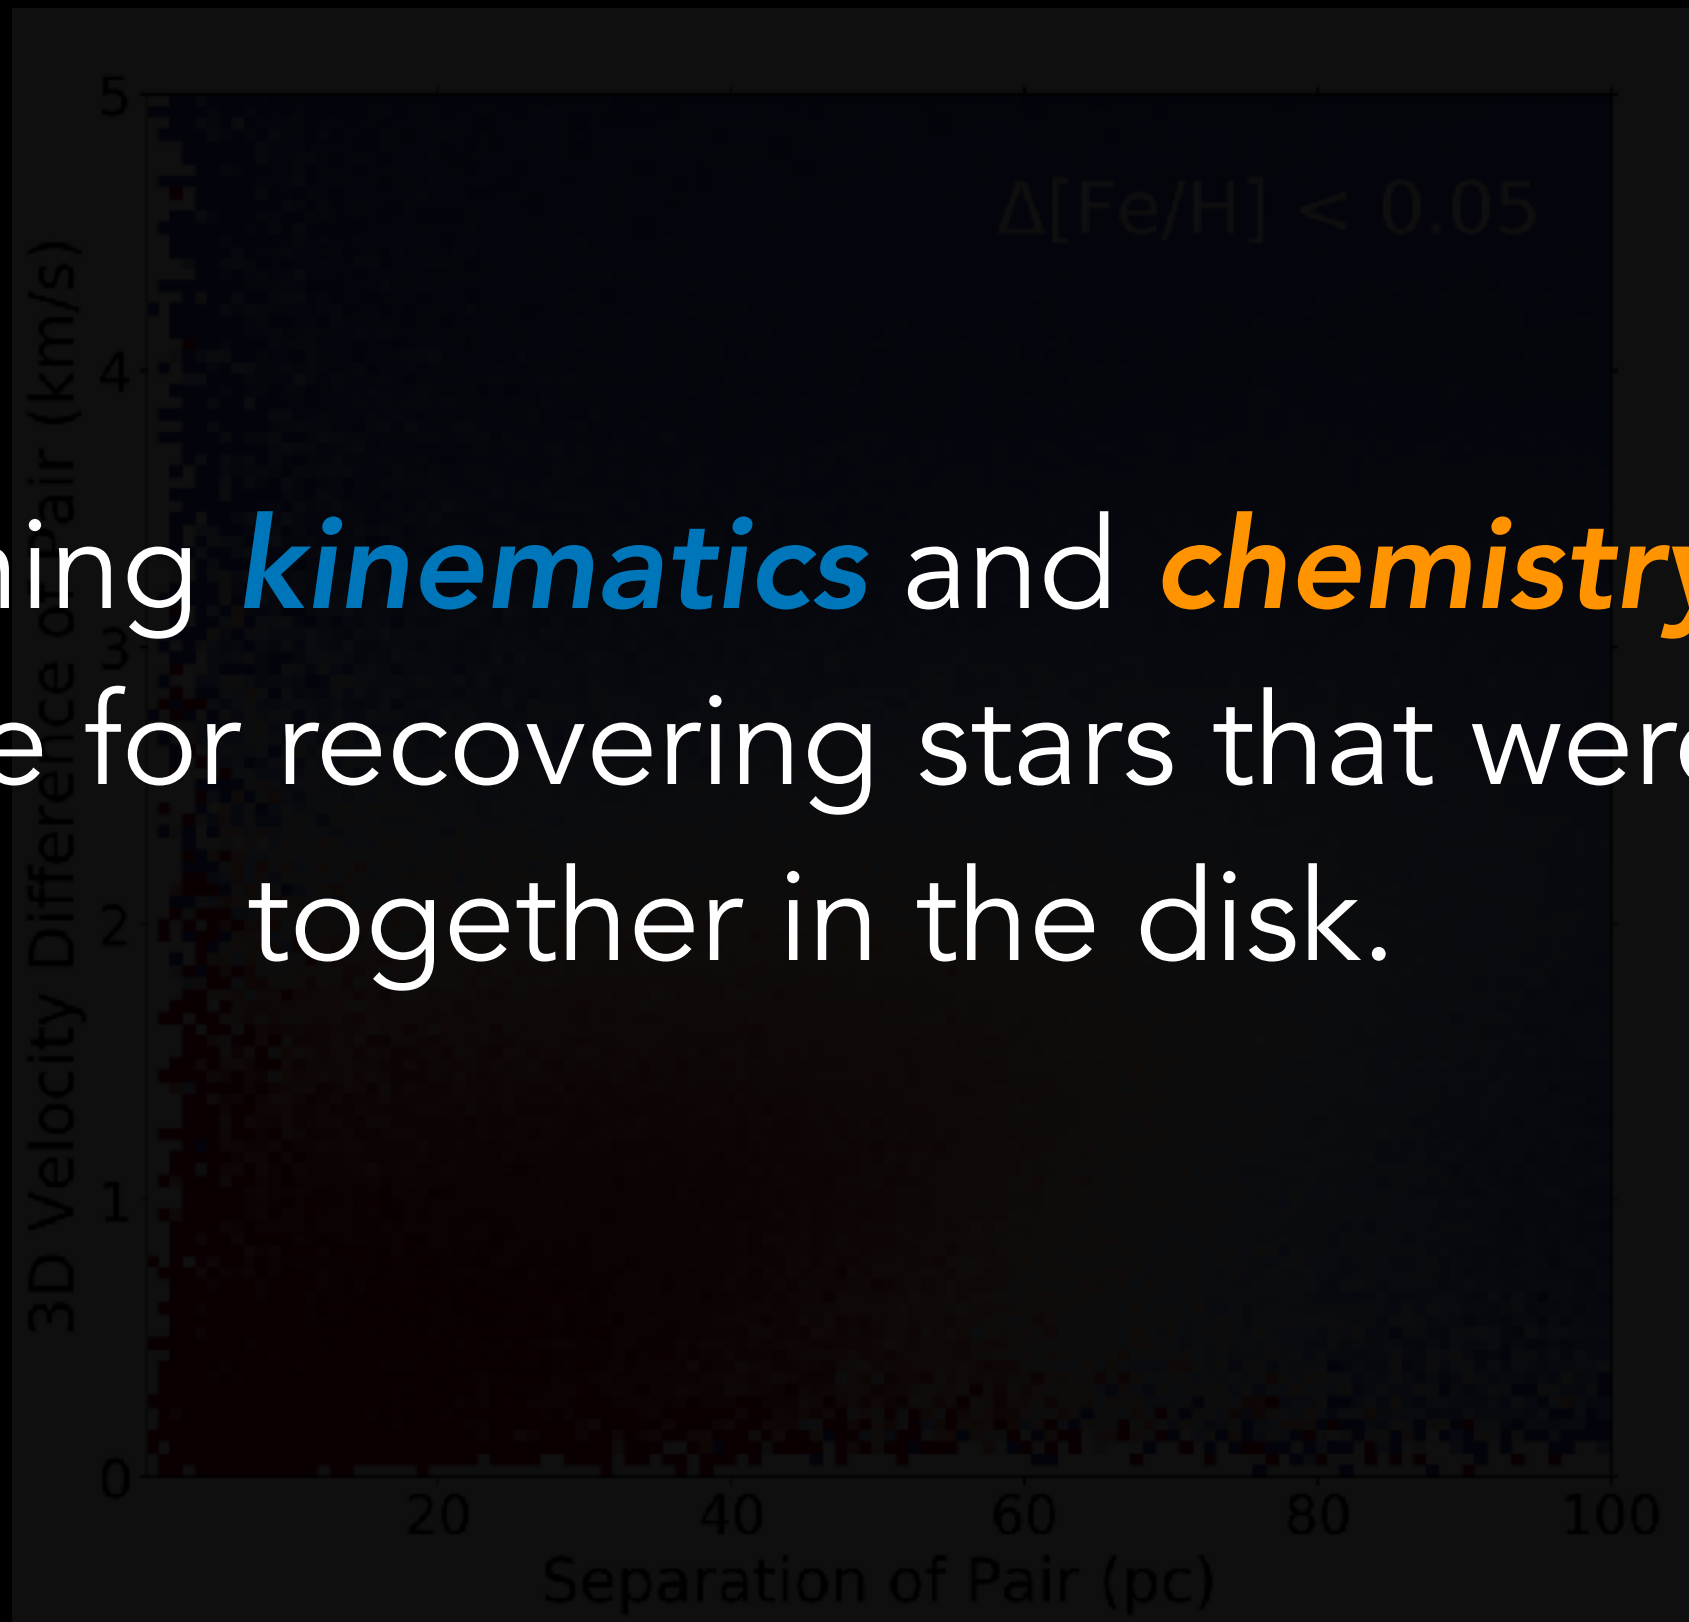 5
Δ[Fe/H] < 0.05
4
3D Velocity Difference of Pair (km/s)
kinematics and chemistry
3
for recovering stars that were
together in the disk.
2
1
0
20 40 60 80 100
Separation of Pair (pc)